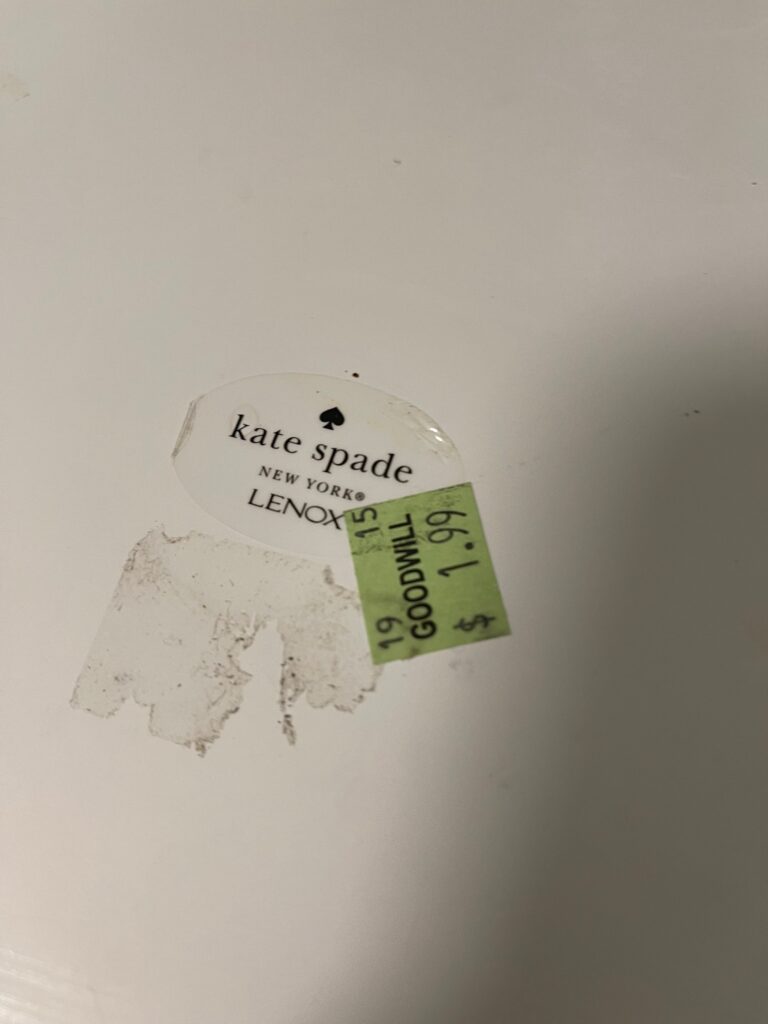 kate spade
NEW YORK®
LENOX
19 15
GOODWILL
$ 1.99